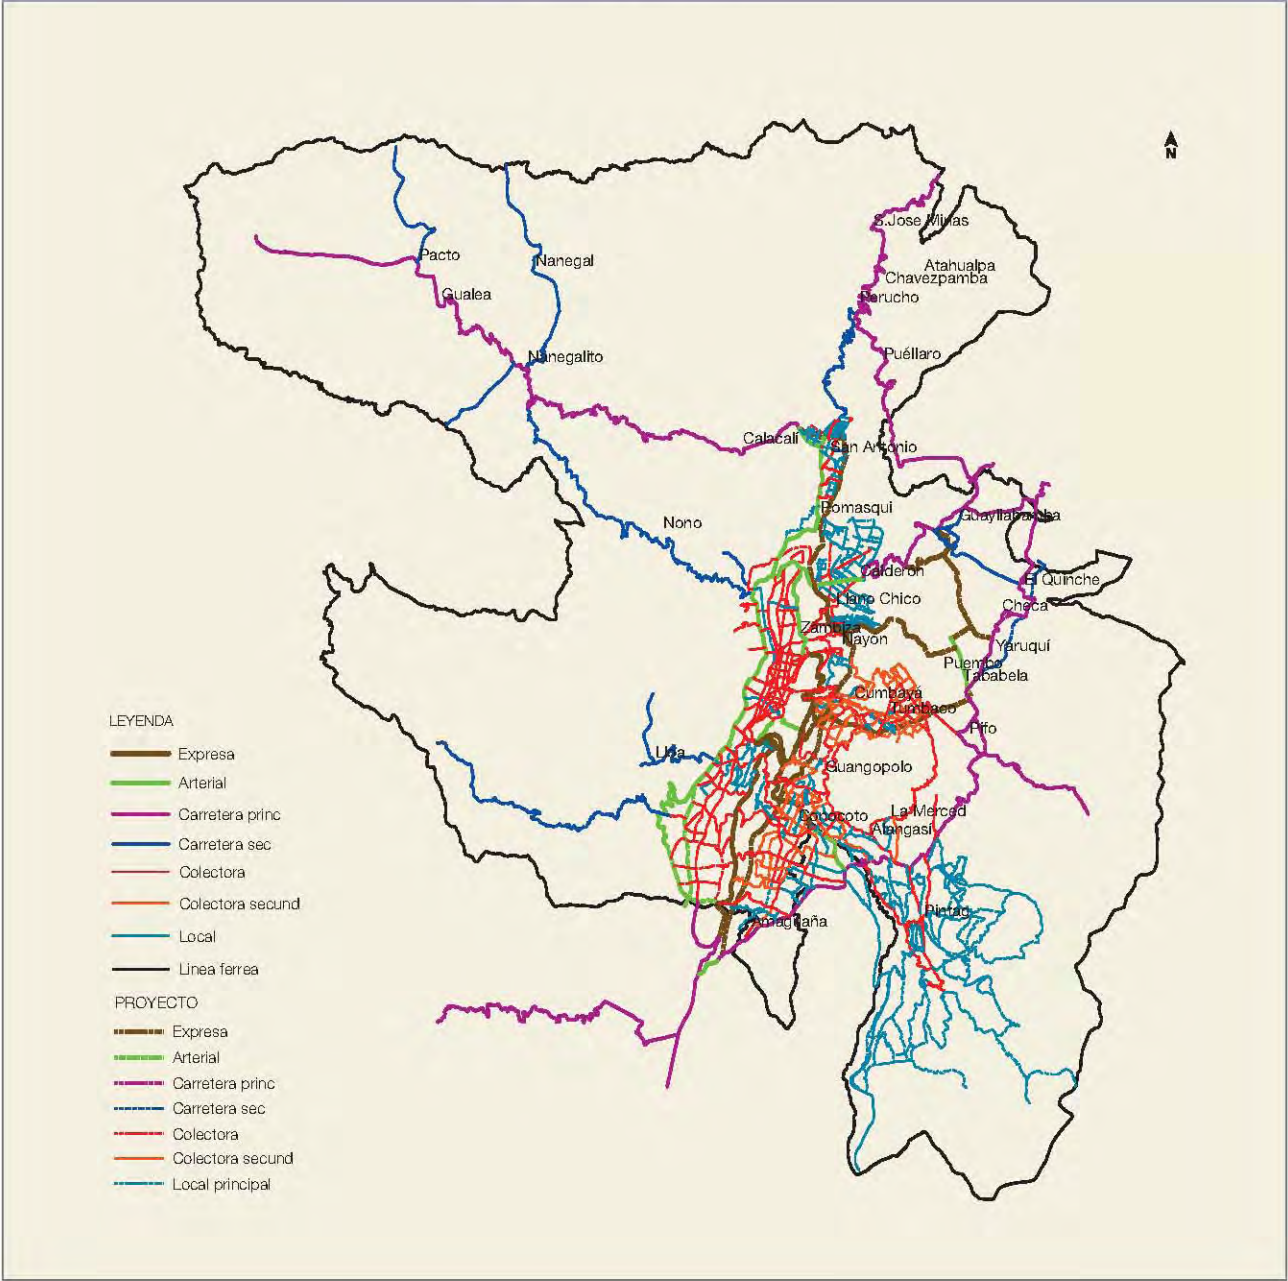 N
S.Jose Minas
Atahualpa
Chavezpamba
Perucho
Pacto
Nanegal
Gualea
Nanegalito
Puéllaro
Calacalí
San Antonio
Pomasqui
Nono
Guayllabamba
Calderón
El Quinche
Llano Chico
Checa
Zambiza
Nayon
Yaruquí
Puembo
Tababela
Cumbayá
Tumbaco
Pifo
Lloa
Guangopolo
La Merced
Conocoto
Alangasí
Pintag
Amaguaña
LEYENDA
Expresa
Arterial
Carretera princ
Carretera sec
Colectora
Colectora secund
Local
Linea ferrea
PROYECTO
Expresa
Arterial
Carretera princ
Carretera sec
Colectora
Colectora secund
Local principal